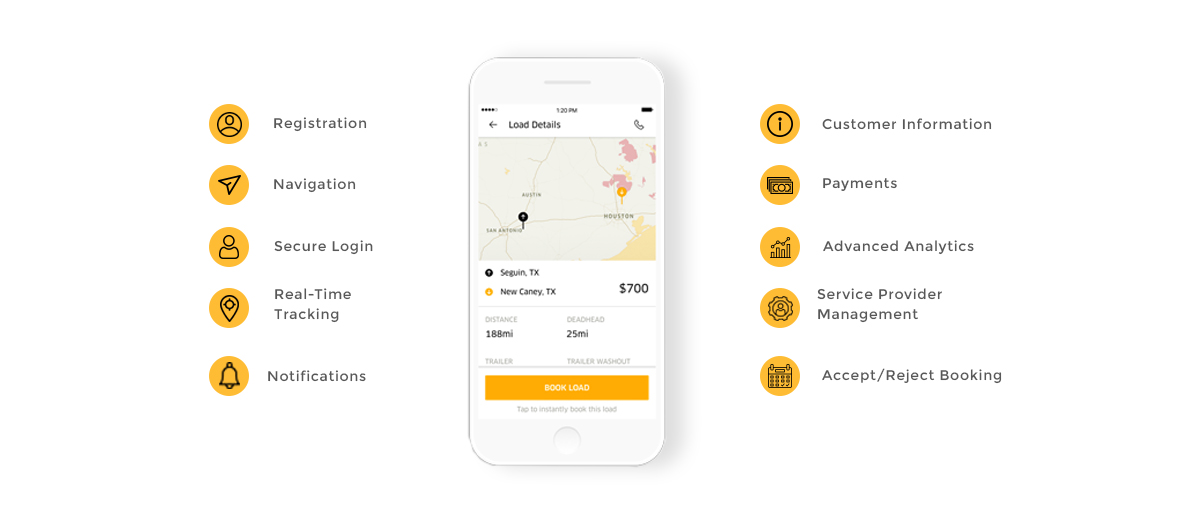 Registration
Navigation
Secure Login
Real-Time
Tracking
Notifications
1:20 PM
Load Details
A S
AUSTIN
HOUSTON
SAN ANTONIO
Seguin, TX
New Caney, TX
$700
DISTANCE
DEADHEAD
188mi
25mi
TRAILER
TRAILER WASHOUT
BOOK LOAD
Tap to instantly book this load
Customer Information
Payments
Advanced Analytics
Service Provider
Management
Accept/Reject Booking